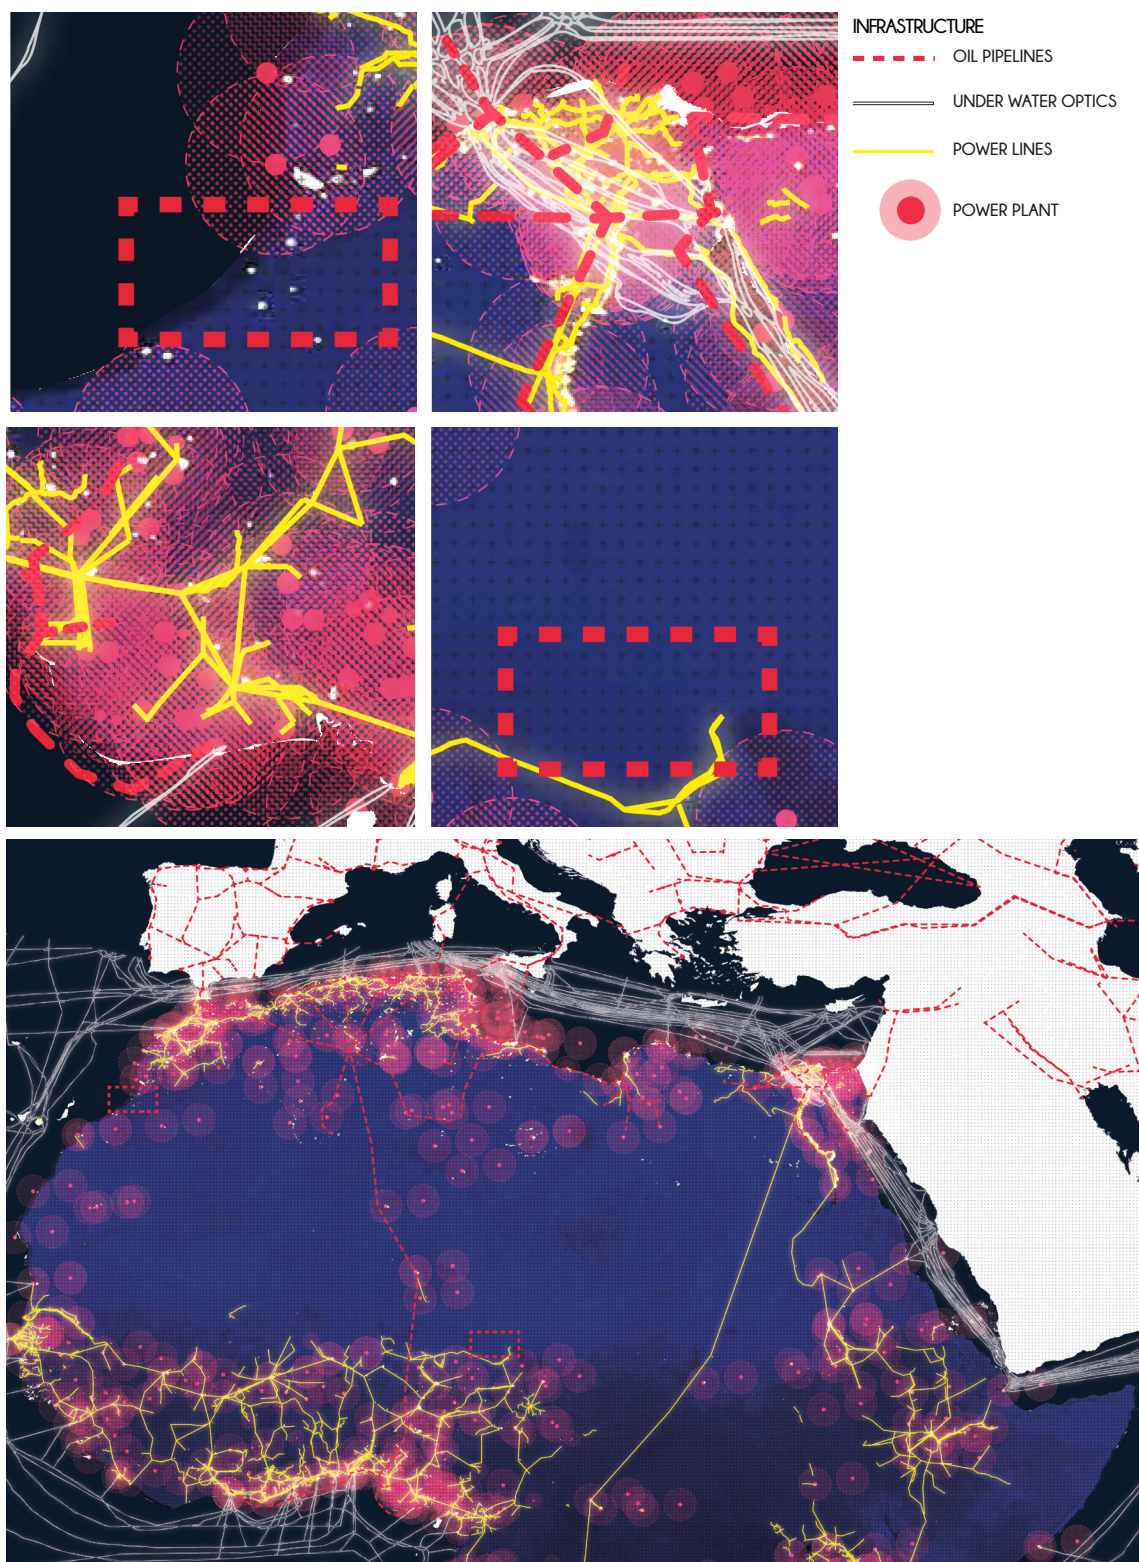 INFRASTRUCTURE
OIL PIPELINES
UNDER WATER OPTICS
POWER LINES
POWER PLANT